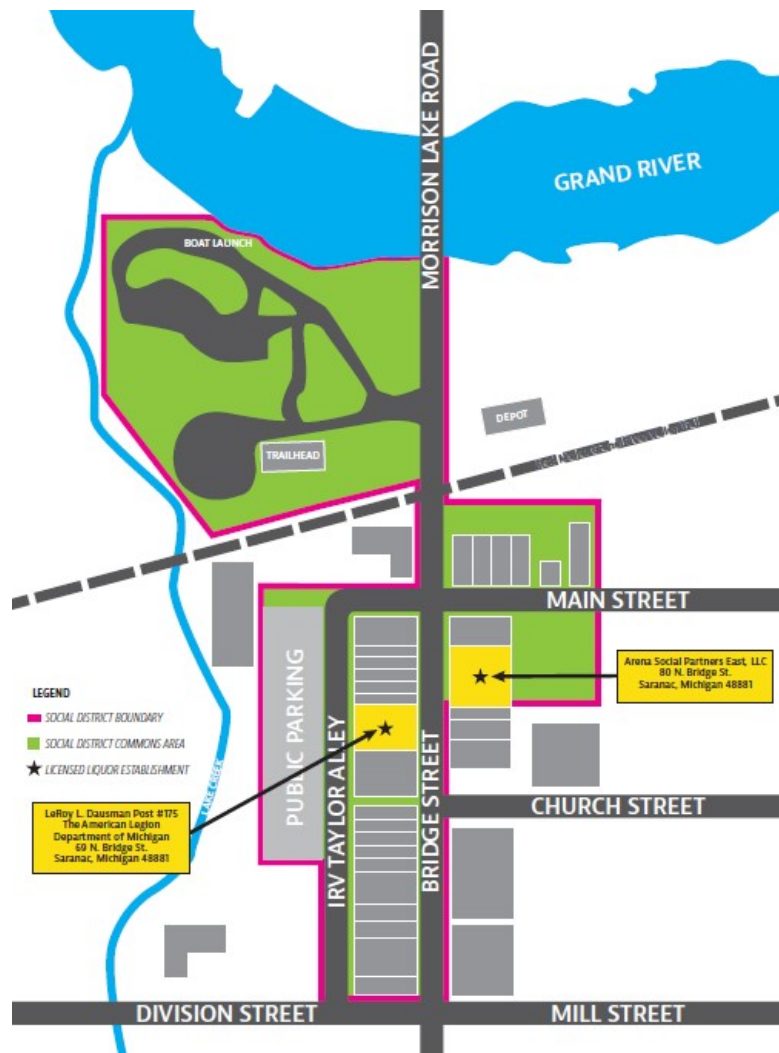 MORRISON LAKE ROAD
GRAND RIVER
BOAT LAUNCH
DEPOT
TRAILHEAD
MAIN STREET
Arena Social Partners East, LLC
80 N. Bridge St.
Saranac, Michigan 48881
LEGEND
SOCIAL DISTRICT BOUNDARY
SOCIAL DISTRICT COMMONS AREA
LICENSED LIQUOR ESTABLISHMENT
PUBLIC PARKING
IRV TAYLOR ALLEY
BRIDGE STREET
LAKE CREEK
CHURCH STREET
LeRoy L. Dausman Post #175
The American Legion
Department of Michigan
69 N. Bridge St.
Saranac, Michigan 48881
DIVISION STREET
MILL STREET